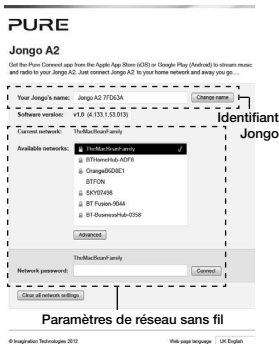 PURE
Jongo A2
Get the Pure Connect app from the Apple App Store (iOS) or Google Play (Android) to stream music
and radio to your Jongo A2. Just connect Jongo A2 to your home network and away you go....
Your Jongo's name: Jongo A2 7FD63A Change name
Software version: v1.0 (4.133.1.53.013)
Identifiant Jongo
Current network: TheMacBeanFamily
Available networks: TheMacBeanFamily
BTHomeHub-ADF8
OrangeB6D8E1
BTFON
SKY07498
BT Fusion-9044
BT-BusinessHub-0358
Advanced
TheMacBeanFamily
Network password: Connect
Clear all network settings
Paramètres de réseau sans fil
© Imagination Technologies 2012 Web page language UK English